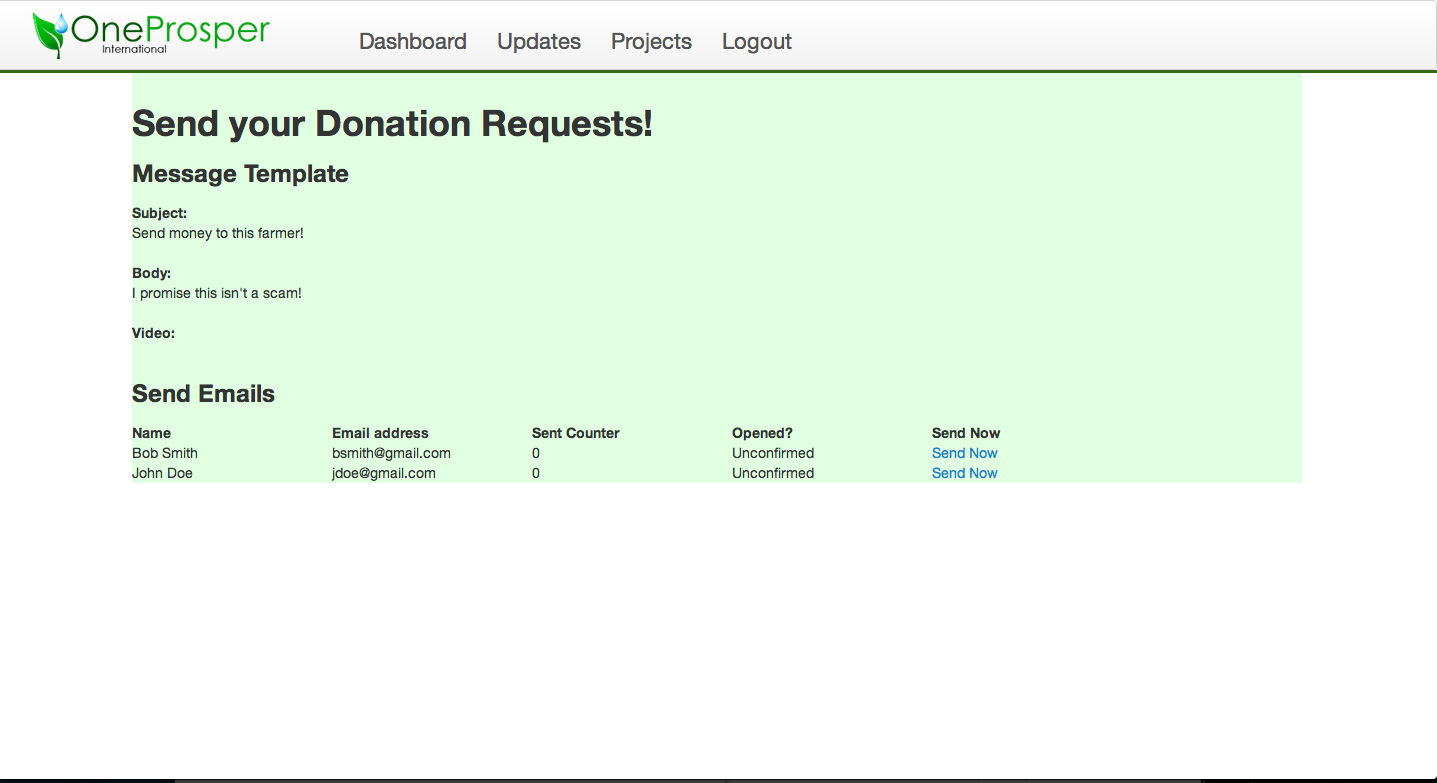 OneProsper
International
Dashboard Updates Projects Logout
Send your Donation Requests!
Message Template
Subject:
Send money to this farmer!
Body:
I promise this isn't a scam!
Video:
Send Emails
Name Email address Sent Counter Opened? Send Now
Bob Smith bsmith@gmail.com 0 Unconfirmed Send Now
John Doe jdoe@gmail.com 0 Unconfirmed Send Now